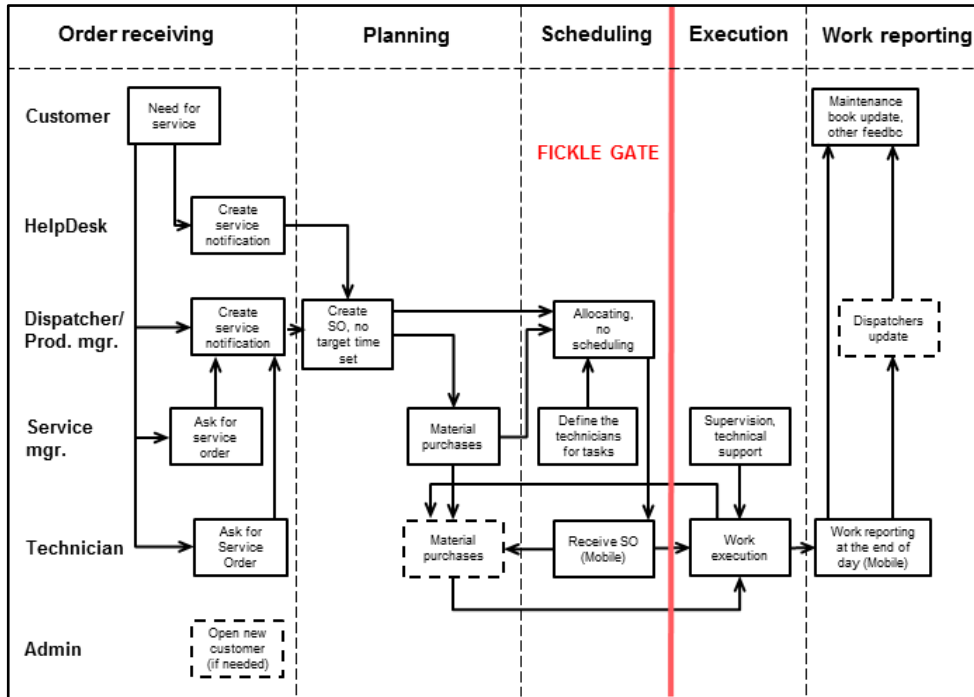 Order receiving
Planning
Scheduling
Execution
Work reporting
Customer
Need for
service
Maintenance
book update,
other feedbc
FICKLE GATE
HelpDesk
Create
service
notification
Dispatcher/
Prod. mgr.
Create
service
notification
Create
SO, no
target time
set
Allocating,
no
scheduling
Dispatchers
update
Service
mgr.
Ask for
service
order
Material
purchases
Define the
technicians
for tasks
Supervision,
technical
support
Technician
Ask for
Service
Order
Material
purchases
Receive SO
(Mobile)
Work
execution
Work reporting
at the end of
day (Mobile)
Admin
Open new
customer
(if needed)